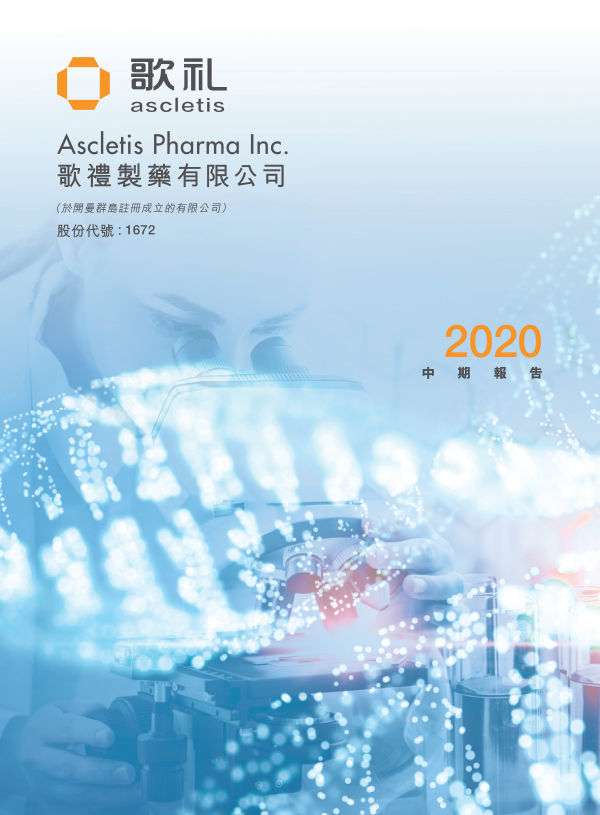 歌礼
ascletis
Ascletis Pharma Inc.
歌禮製藥有限公司
(於開曼群島註冊成立的有限公司)
股份代號 : 1672
2020
中期報告